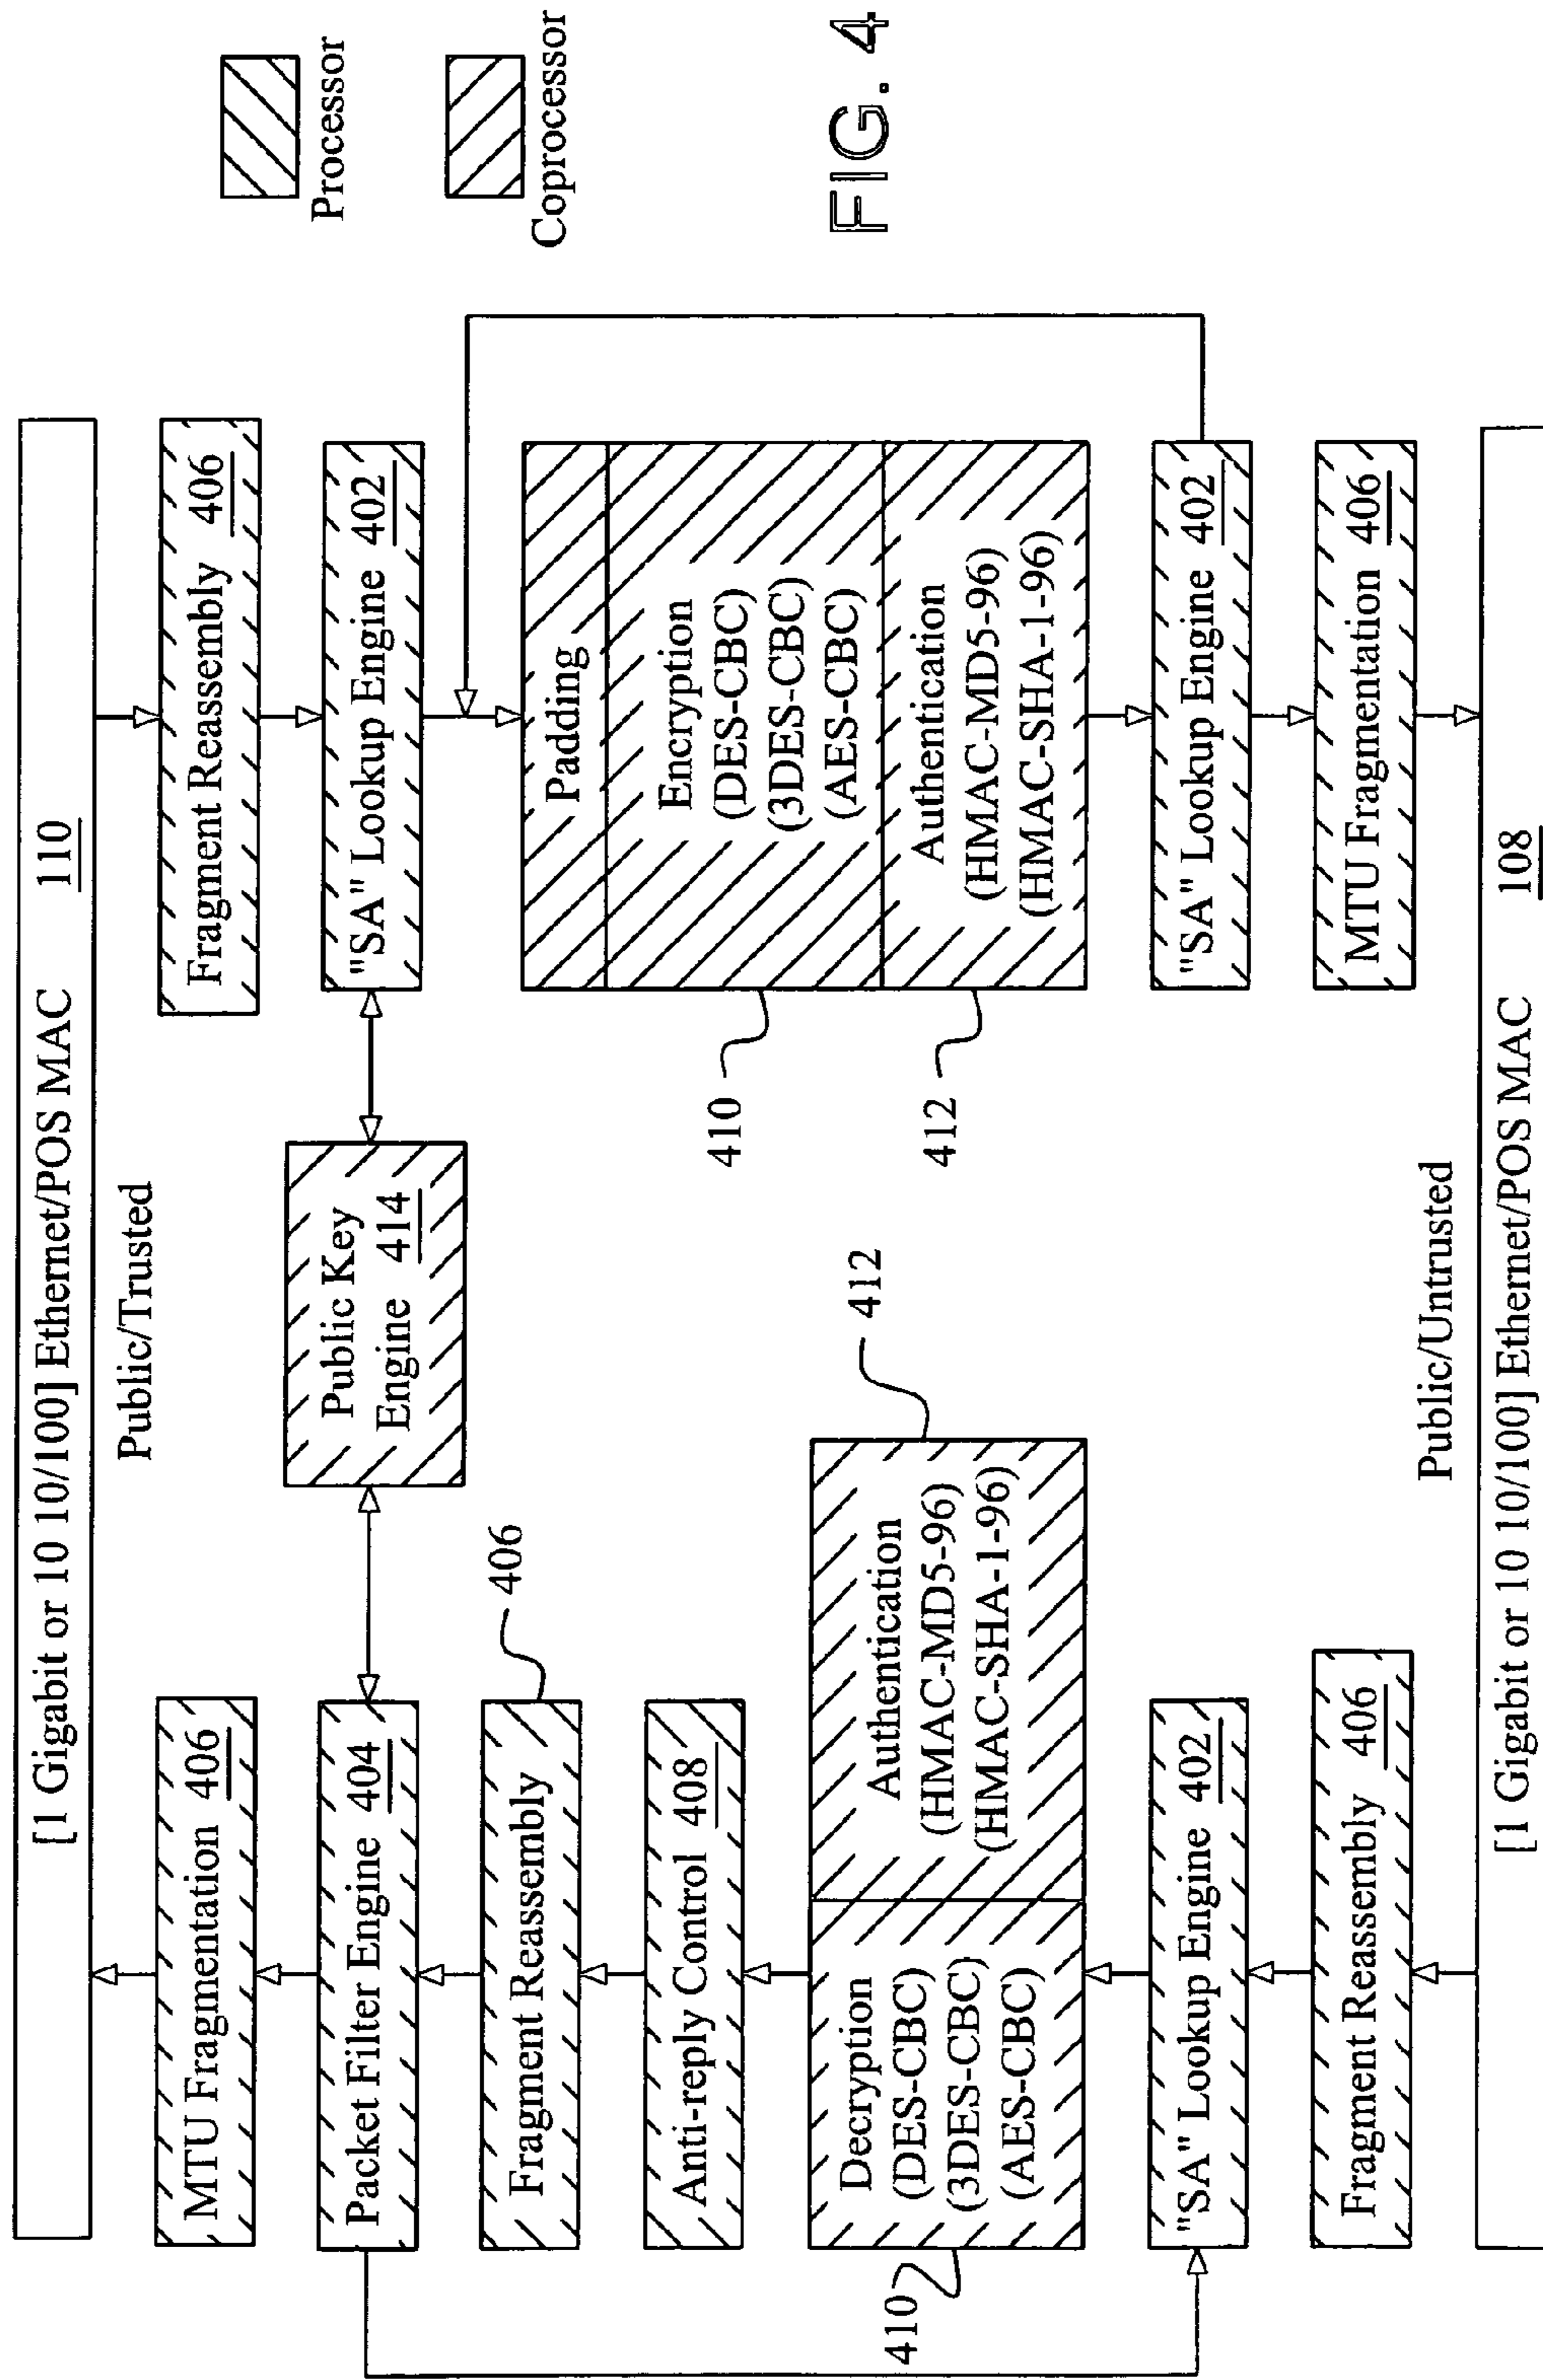 [1 Gigabit or 10 10/100] Ethernet/POS MAC 110
Public/Trusted
MTU Fragmentation 406
Packet Filter Engine 404
Fragment Reassembly
406
Anti-reply Control 408
Decryption
(DES-CBC)
(3DES-CBC)
(AES-CBC)
410
Authentication
(HMAC-MD5-96)
(HMAC-SHA-1-96)
412
"SA" Lookup Engine 402
Fragment Reassembly 406
Public Key
Engine 414
Fragment Reassembly 406
"SA" Lookup Engine 402
Padding
Encryption
(DES-CBC)
(3DES-CBC)
(AES-CBC)
410
Authentication
(HMAC-MD5-96)
(HMAC-SHA-1-96)
412
"SA" Lookup Engine 402
MTU Fragmentation 406
Public/Untrusted
[1 Gigabit or 10 10/100] Ethernet/POS MAC 108
Processor
Coprocessor
FIG. 4